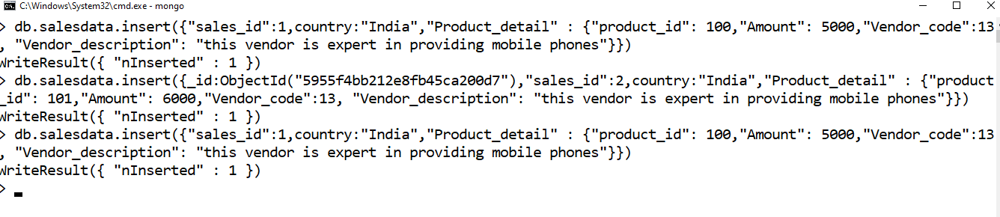 C:\Windows\System32\cmd.exe - mongo
> db.salesdata.insert({"sales_id":1,country:"India","Product_detail" : {"product_id": 100,"Amount": 5000,"Vendor_code":13
, "Vendor_description": "this vendor is expert in providing mobile phones"}})
WriteResult({ "nInserted" : 1 })
> db.salesdata.insert({_id:ObjectId("5955f4bb212e8fb45ca200d7"),"sales_id":2,country:"India","Product_detail" : {"product
_id": 101,"Amount": 6000,"Vendor_code":13, "Vendor_description": "this vendor is expert in providing mobile phones"}})
WriteResult({ "nInserted" : 1 })
> db.salesdata.insert({"sales_id":1,country:"India","Product_detail" : {"product_id": 100,"Amount": 5000,"Vendor_code":13
, "Vendor_description": "this vendor is expert in providing mobile phones"}})
WriteResult({ "nInserted" : 1 })
>